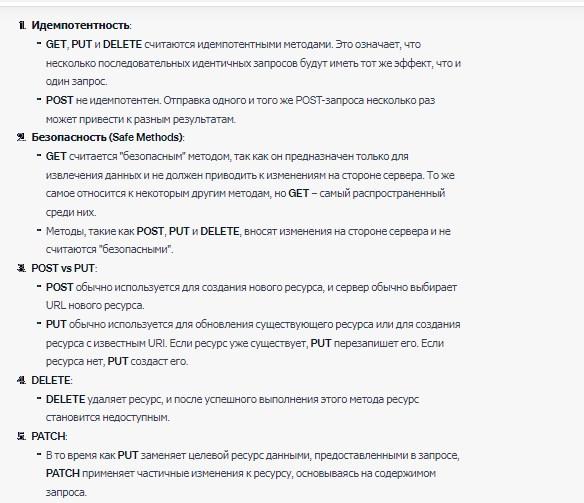 1. Идемпотентность:
- GET, PUT и DELETE считаются идемпотентными методами. Это означает, что
несколько последовательных идентичных запросов будут иметь тот же эффект, что и
один запрос.
- POST не идемпотентен. Отправка одного и того же POST-запроса несколько раз
может привести к разным результатам.
2. Безопасность (Safe Methods):
- GET считается "безопасным" методом, так как он предназначен только для
извлечения данных и не должен приводить к изменениям на стороне сервера. То же
самое относится к некоторым другим методам, но GET – самый распространенный
среди них.
- Методы, такие как POST, PUT и DELETE, вносят изменения на стороне сервера и не
считаются "безопасными".
3. POST vs PUT:
- POST обычно используется для создания нового ресурса, и сервер обычно выбирает
URL нового ресурса.
- PUT обычно используется для обновления существующего ресурса или для создания
ресурса с известным URI. Если ресурс уже существует, PUT перезапишет его. Если
ресурса нет, PUT создаст его.
4. DELETE:
- DELETE удаляет ресурс, и после успешного выполнения этого метода ресурс
становится недоступным.
5. PATCH:
- В то время как PUT заменяет целевой ресурс данными, предоставленными в запросе,
PATCH применяет частичные изменения к ресурсу, основываясь на содержимом
запроса.